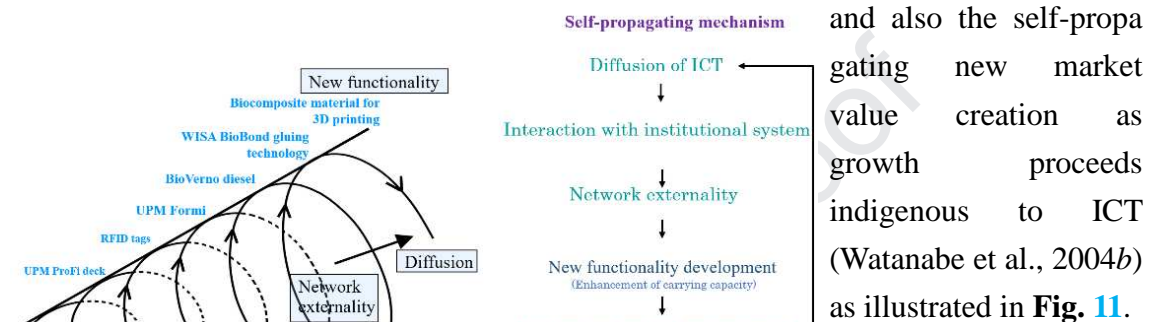 New functionality
Biocomposite material for
3D printing
WISA BioBond gluing
technology
BioVerno diesel
UPM Formi
RFID tags
UPM ProFi deck
Diffusion
Network
externality
Self-propagating mechanism
Diffusion of ICT
Interaction with institutional system
Network externality
New functionality development
(Enhancement of carrying capacity)
and also the self-propa
gating new market
value creation as
growth proceeds
indigenous to ICT
(Watanabe et al., 2004b)
as illustrated in Fig. 11.